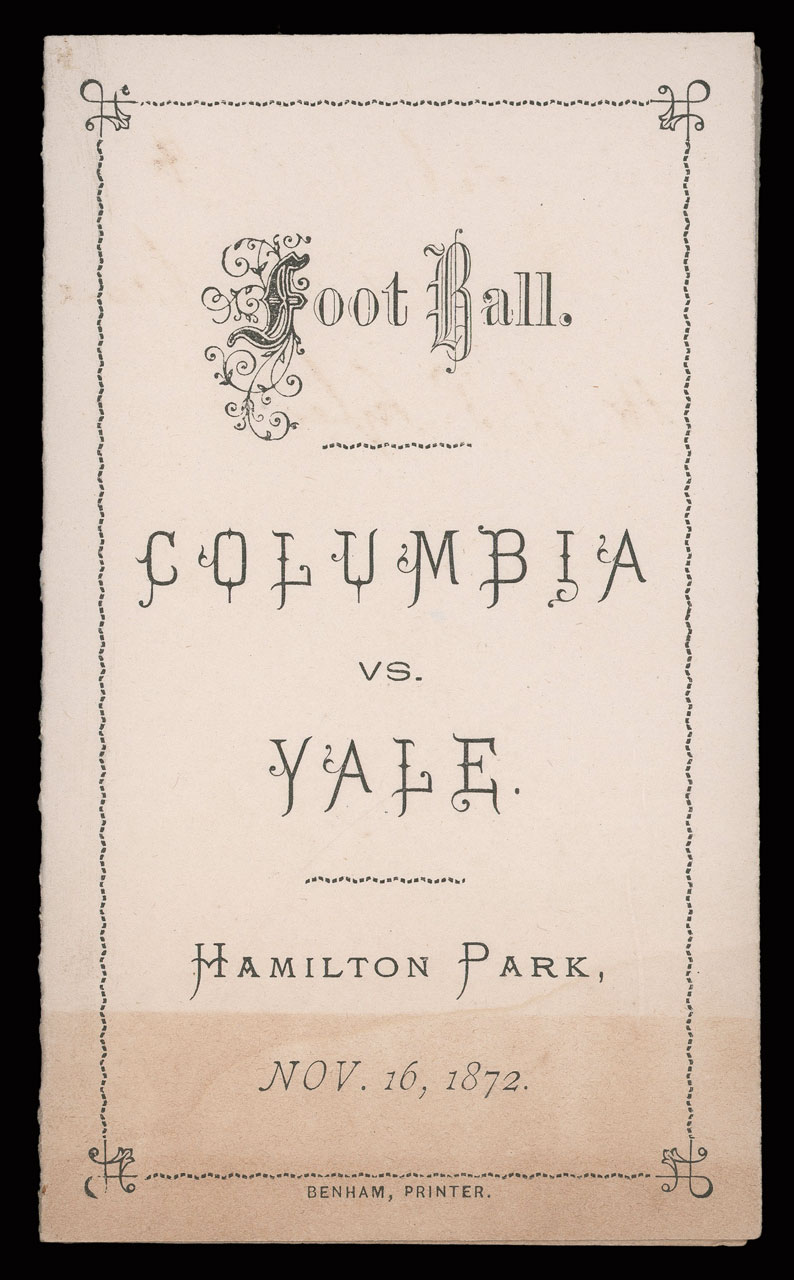 Foot Ball.
COLUMBIA
VS.
YALE.
HAMILTON PARK,
NOV. 16, 1872.
BENHAM, PRINTER.